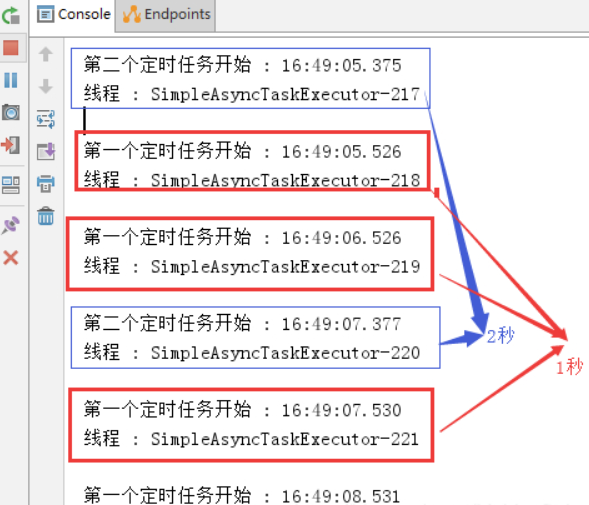 Console Endpoints
第二个定时任务开始 : 16:49:05.375
线程 : SimpleAsyncTaskExecutor-217
第一个定时任务开始 : 16:49:05.526
线程 : SimpleAsyncTaskExecutor-218
第一个定时任务开始 : 16:49:06.526
线程 : SimpleAsyncTaskExecutor-219
第二个定时任务开始 : 16:49:07.377
线程 : SimpleAsyncTaskExecutor-220
2秒
1秒
第一个定时任务开始 : 16:49:07.530
线程 : SimpleAsyncTaskExecutor-221
第一个定时任务开始 : 16:49:08.531